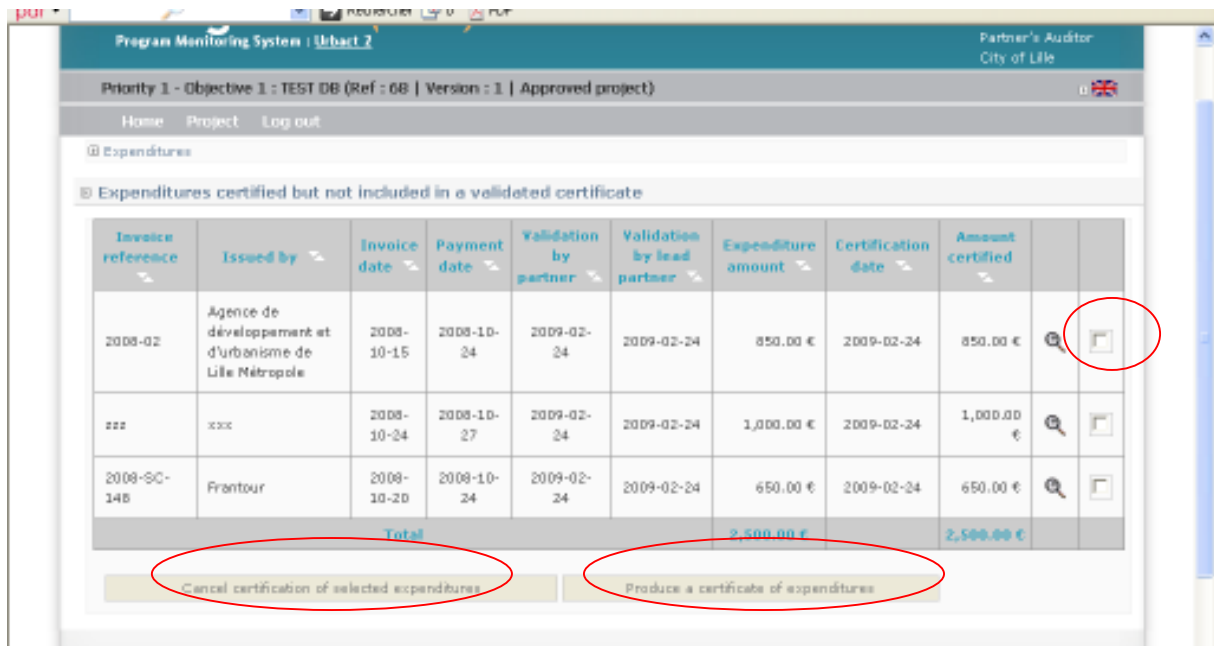 Rechercher
PDF
Program Monitoring System : Urbact 2
Partner's Auditor
City of Lille
Priority 1 - Objective 1 : TEST DB (Ref : 68 | Version : 1 | Approved project)
Home Project Log out
Expenditures
Expenditures certified but not included in a validated certificate
Invoice reference Issued by Invoice date Payment date Validation by partner Validation by lead partner Expenditure amount Certification date Amount certified
2008-02 Agence de développement et d'urbanisme de Lille Métropole 2008-10-15 2008-10-24 2009-02-24 2009-02-24 850.00 € 2009-02-24 850.00 €
zzz xxx 2008-10-24 2008-10-27 2009-02-24 2009-02-24 1,000.00 € 2009-02-24 1,000.00 €
2008-SC-148 Frantour 2008-10-20 2008-10-24 2009-02-24 2009-02-24 650.00 € 2009-02-24 650.00 €
Total 2,500.00 € 2,500.00 €
Cancel certification of selected expenditures Produce a certificate of expenditures